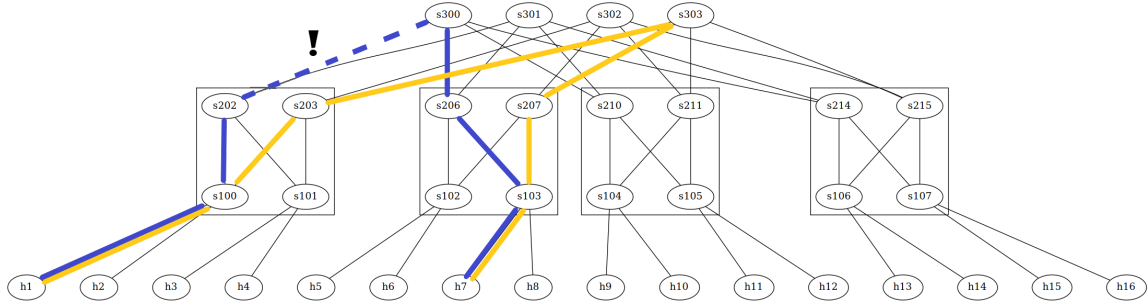 s300 s301 s302 s303
!
s202 s203 s206 s207 s210 s211 s214 s215
s100 s101 s102 s103 s104 s105 s106 s107
h1 h2 h3 h4 h5 h6 h7 h8 h9 h10 h11 h12 h13 h14 h15 h16